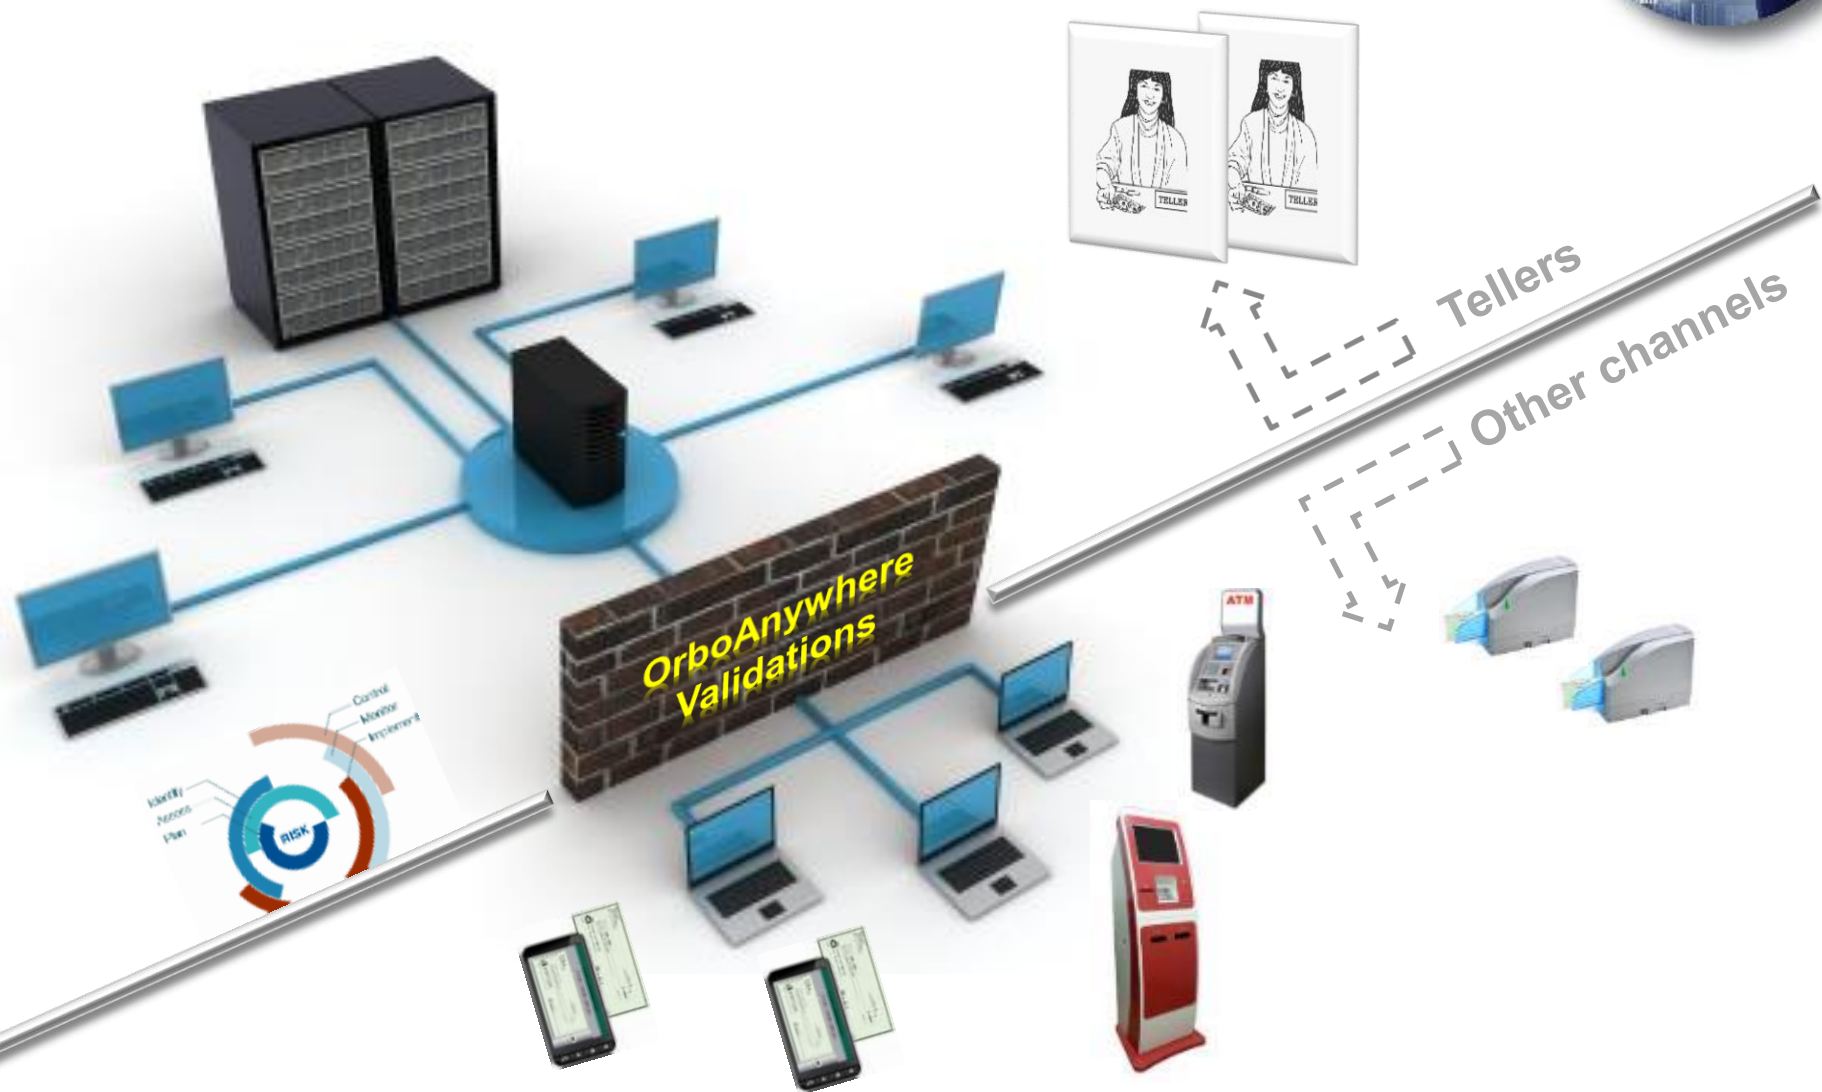 TELLER
TELLER
Tellers
Other channels
OrboAnywhere
Validations
ATM
Control
Monitor
Implement
Identify
Assess
Plan
RISK